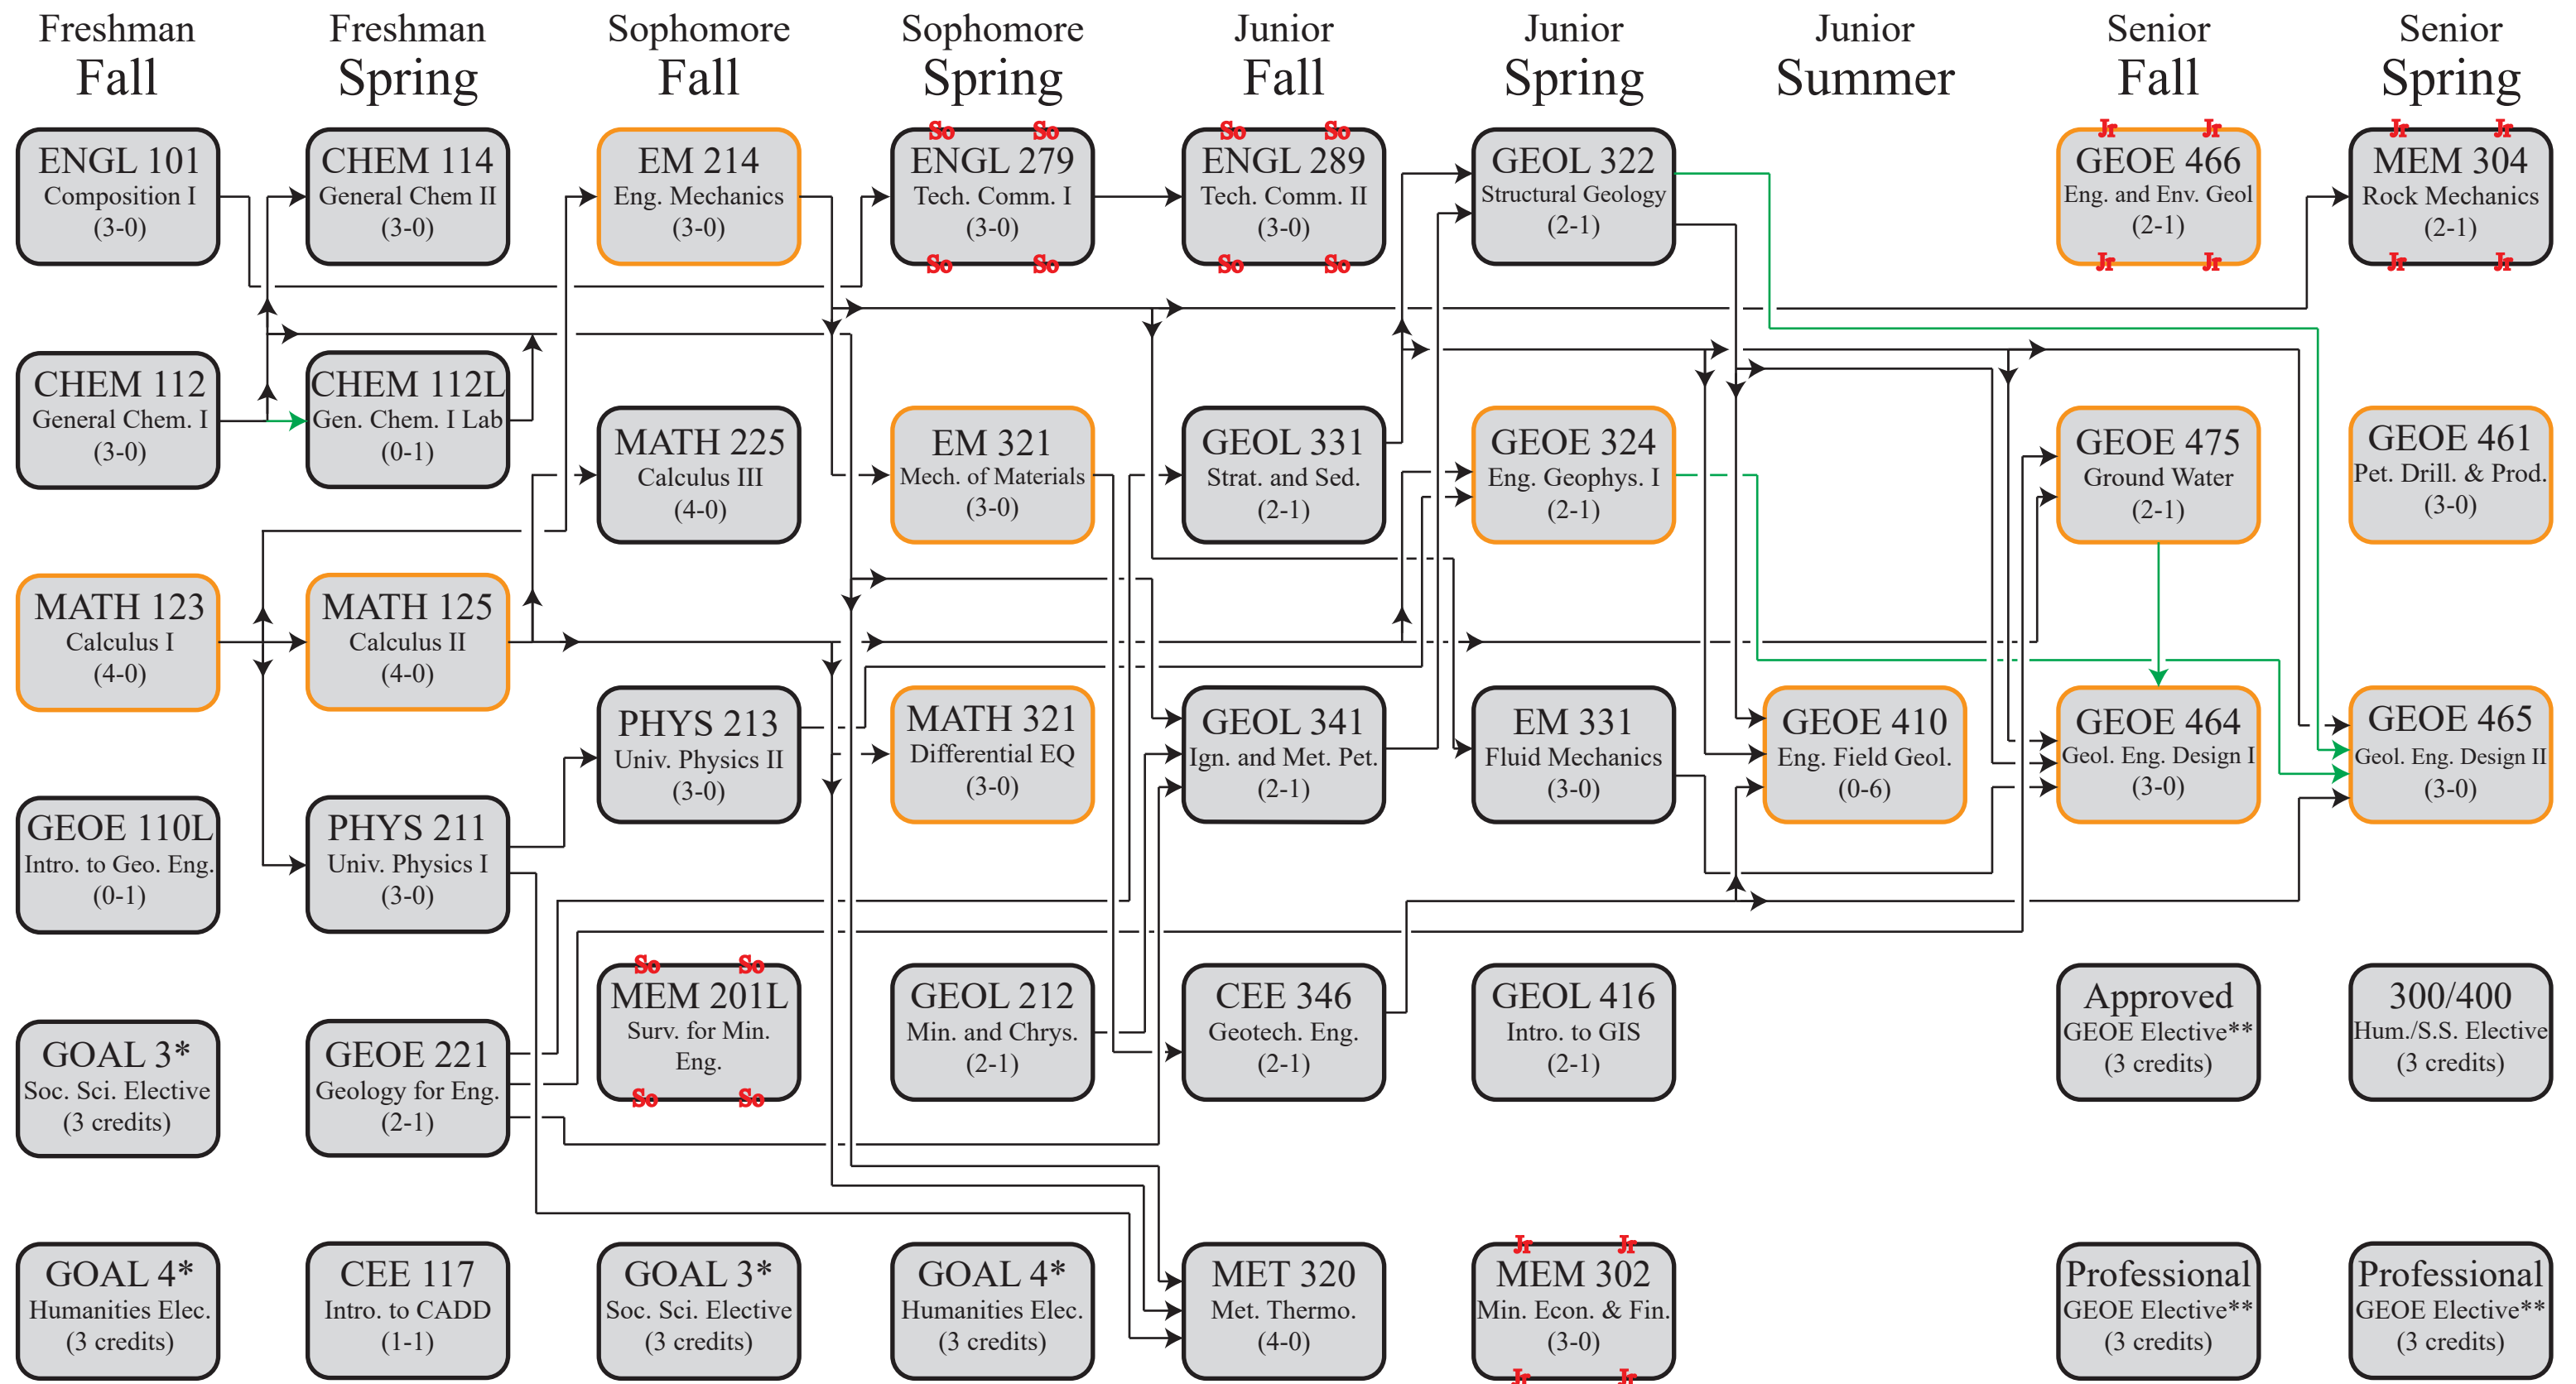 Freshman
Fall
Freshman
Spring
Sophomore
Fall
Sophomore
Spring
Junior
Fall
Junior
Spring
Junior
Summer
Senior
Fall
Senior
Spring
ENGL 101
Composition I
(3-0)
CHEM 112
General Chem. I
(3-0)
MATH 123
Calculus I
(4-0)
GEOE 110L
Intro. to Geo. Eng.
(0-1)
GOAL 3*
Soc. Sci. Elective
(3 credits)
GOAL 4*
Humanities Elec.
(3 credits)
CHEM 114
General Chem II
(3-0)
CHEM 112L
Gen. Chem. I Lab
(0-1)
MATH 125
Calculus II
(4-0)
PHYS 211
Univ. Physics I
(3-0)
GEOE 221
Geology for Eng.
(2-1)
CEE 117
Intro. to CADD
(1-1)
EM 214
Eng. Mechanics
(3-0)
MATH 225
Calculus III
(4-0)
PHYS 213
Univ. Physics II
(3-0)
So So
MEM 201L
Surv. for Min.
Eng.
So So
GOAL 3*
Soc. Sci. Elective
(3 credits)
So So
ENGL 279
Tech. Comm. I
(3-0)
So So
EM 321
Mech. of Materials
(3-0)
MATH 321
Differential EQ
(3-0)
GEOL 212
Min. and Chrys.
(2-1)
GOAL 4*
Humanities Elec.
(3 credits)
So So
ENGL 289
Tech. Comm. II
(3-0)
So So
GEOL 331
Strat. and Sed.
(2-1)
GEOL 341
Ign. and Met. Pet.
(2-1)
CEE 346
Geotech. Eng.
(2-1)
MET 320
Met. Thermo.
(4-0)
GEOL 322
Structural Geology
(2-1)
GEOE 324
Eng. Geophys. I
(2-1)
EM 331
Fluid Mechanics
(3-0)
GEOL 416
Intro. to GIS
(2-1)
Jr Jr
MEM 302
Min. Econ. & Fin.
(3-0)
Jr Jr
GEOE 410
Eng. Field Geol.
(0-6)
Jr Jr
GEOE 466
Eng. and Env. Geol
(2-1)
Jr Jr
GEOE 475
Ground Water
(2-1)
GEOE 464
Geol. Eng. Design I
(3-0)
Approved
GEOE Elective**
(3 credits)
Professional
GEOE Elective**
(3 credits)
Jr Jr
MEM 304
Rock Mechanics
(2-1)
Jr Jr
GEOE 461
Pet. Drill. & Prod.
(3-0)
GEOE 465
Geol. Eng. Design II
(3-0)
300/400
Hum./S.S. Elective
(3 credits)
Professional
GEOE Elective**
(3 credits)